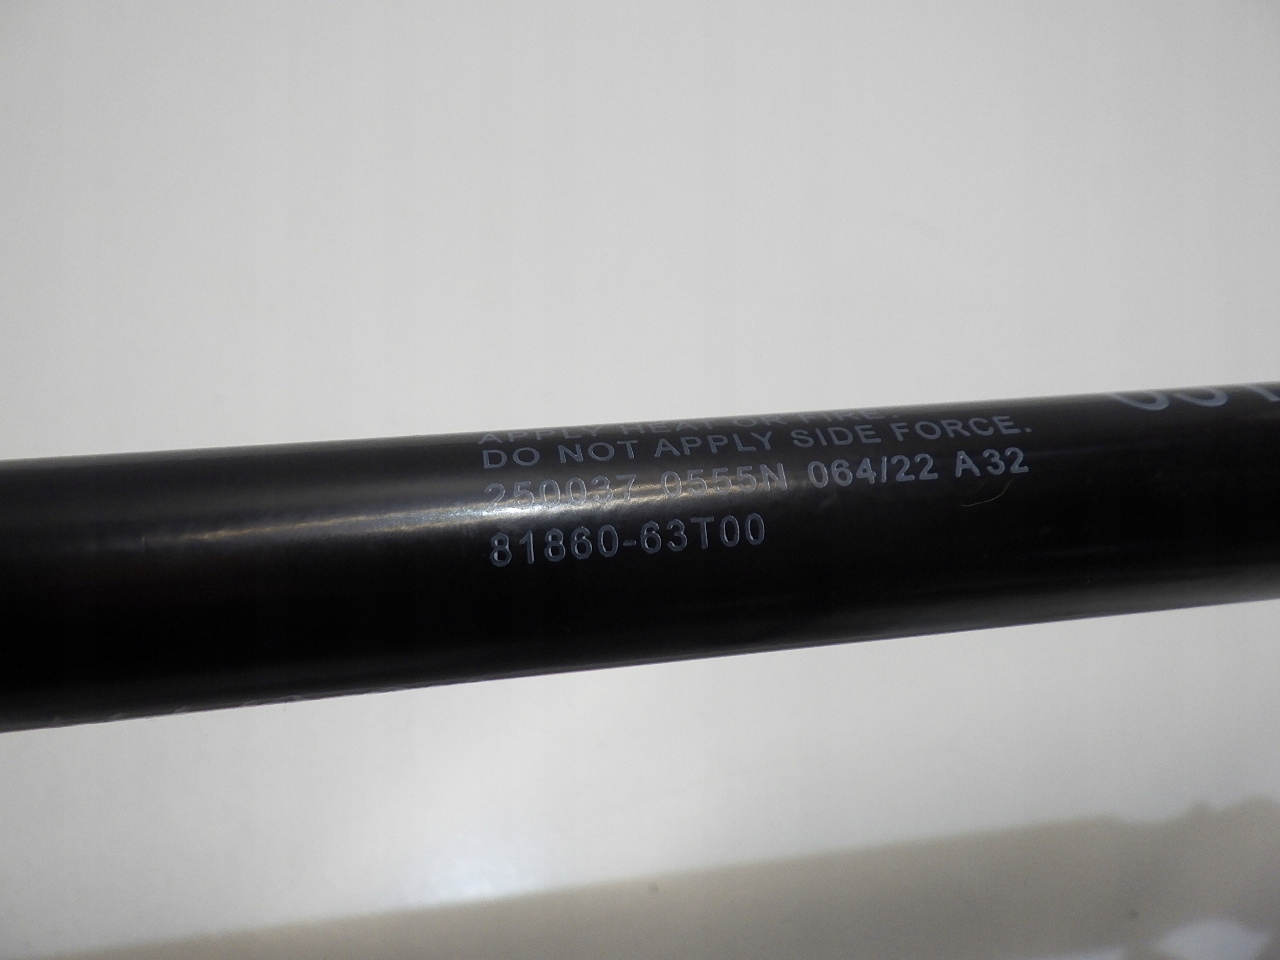 APPLY HEAT OR FIRE.
DO NOT APPLY SIDE FORCE.
250037 0555N 064/22 A32
81860-63T00